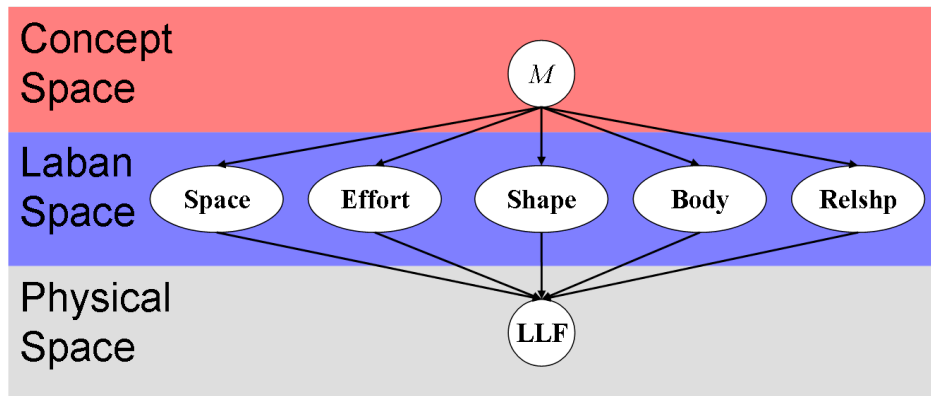 Concept
Space
M
Laban
Space
Space Effort Shape Body Relshp
Physical
Space
LLF